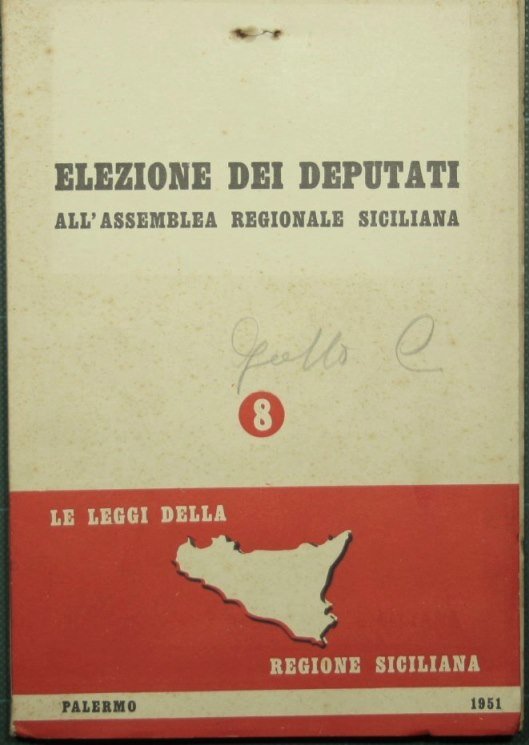 ELEZIONE DEI DEPUTATI
ALL'ASSEMBLEA REGIONALE SICILIANA
8
LE LEGGI DELLA
REGIONE SICILIANA
PALERMO 1951